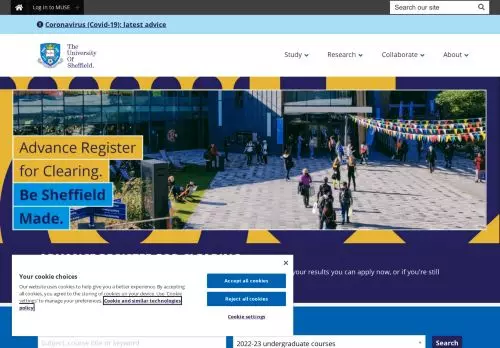 Log in to MUSE
Search our site
Coronavirus (Covid-19): latest advice
The
University
Of
Sheffield.
Study
Research
Collaborate
About
Advance Register
for Clearing.
Be Sheffield
Made.
your results you can apply now, or if you're still
Your cookie choices
Our website uses cookies to help give you a better experience. By accepting
all cookies, you agree to the storing of cookies on your device. Use 'Cookie
settings' to manage your preferences. Cookie and similar technologies
policy
Accept all cookies
Reject all cookies
Cookie settings
Subject, course title or keyword
2022-23 undergraduate courses
Search